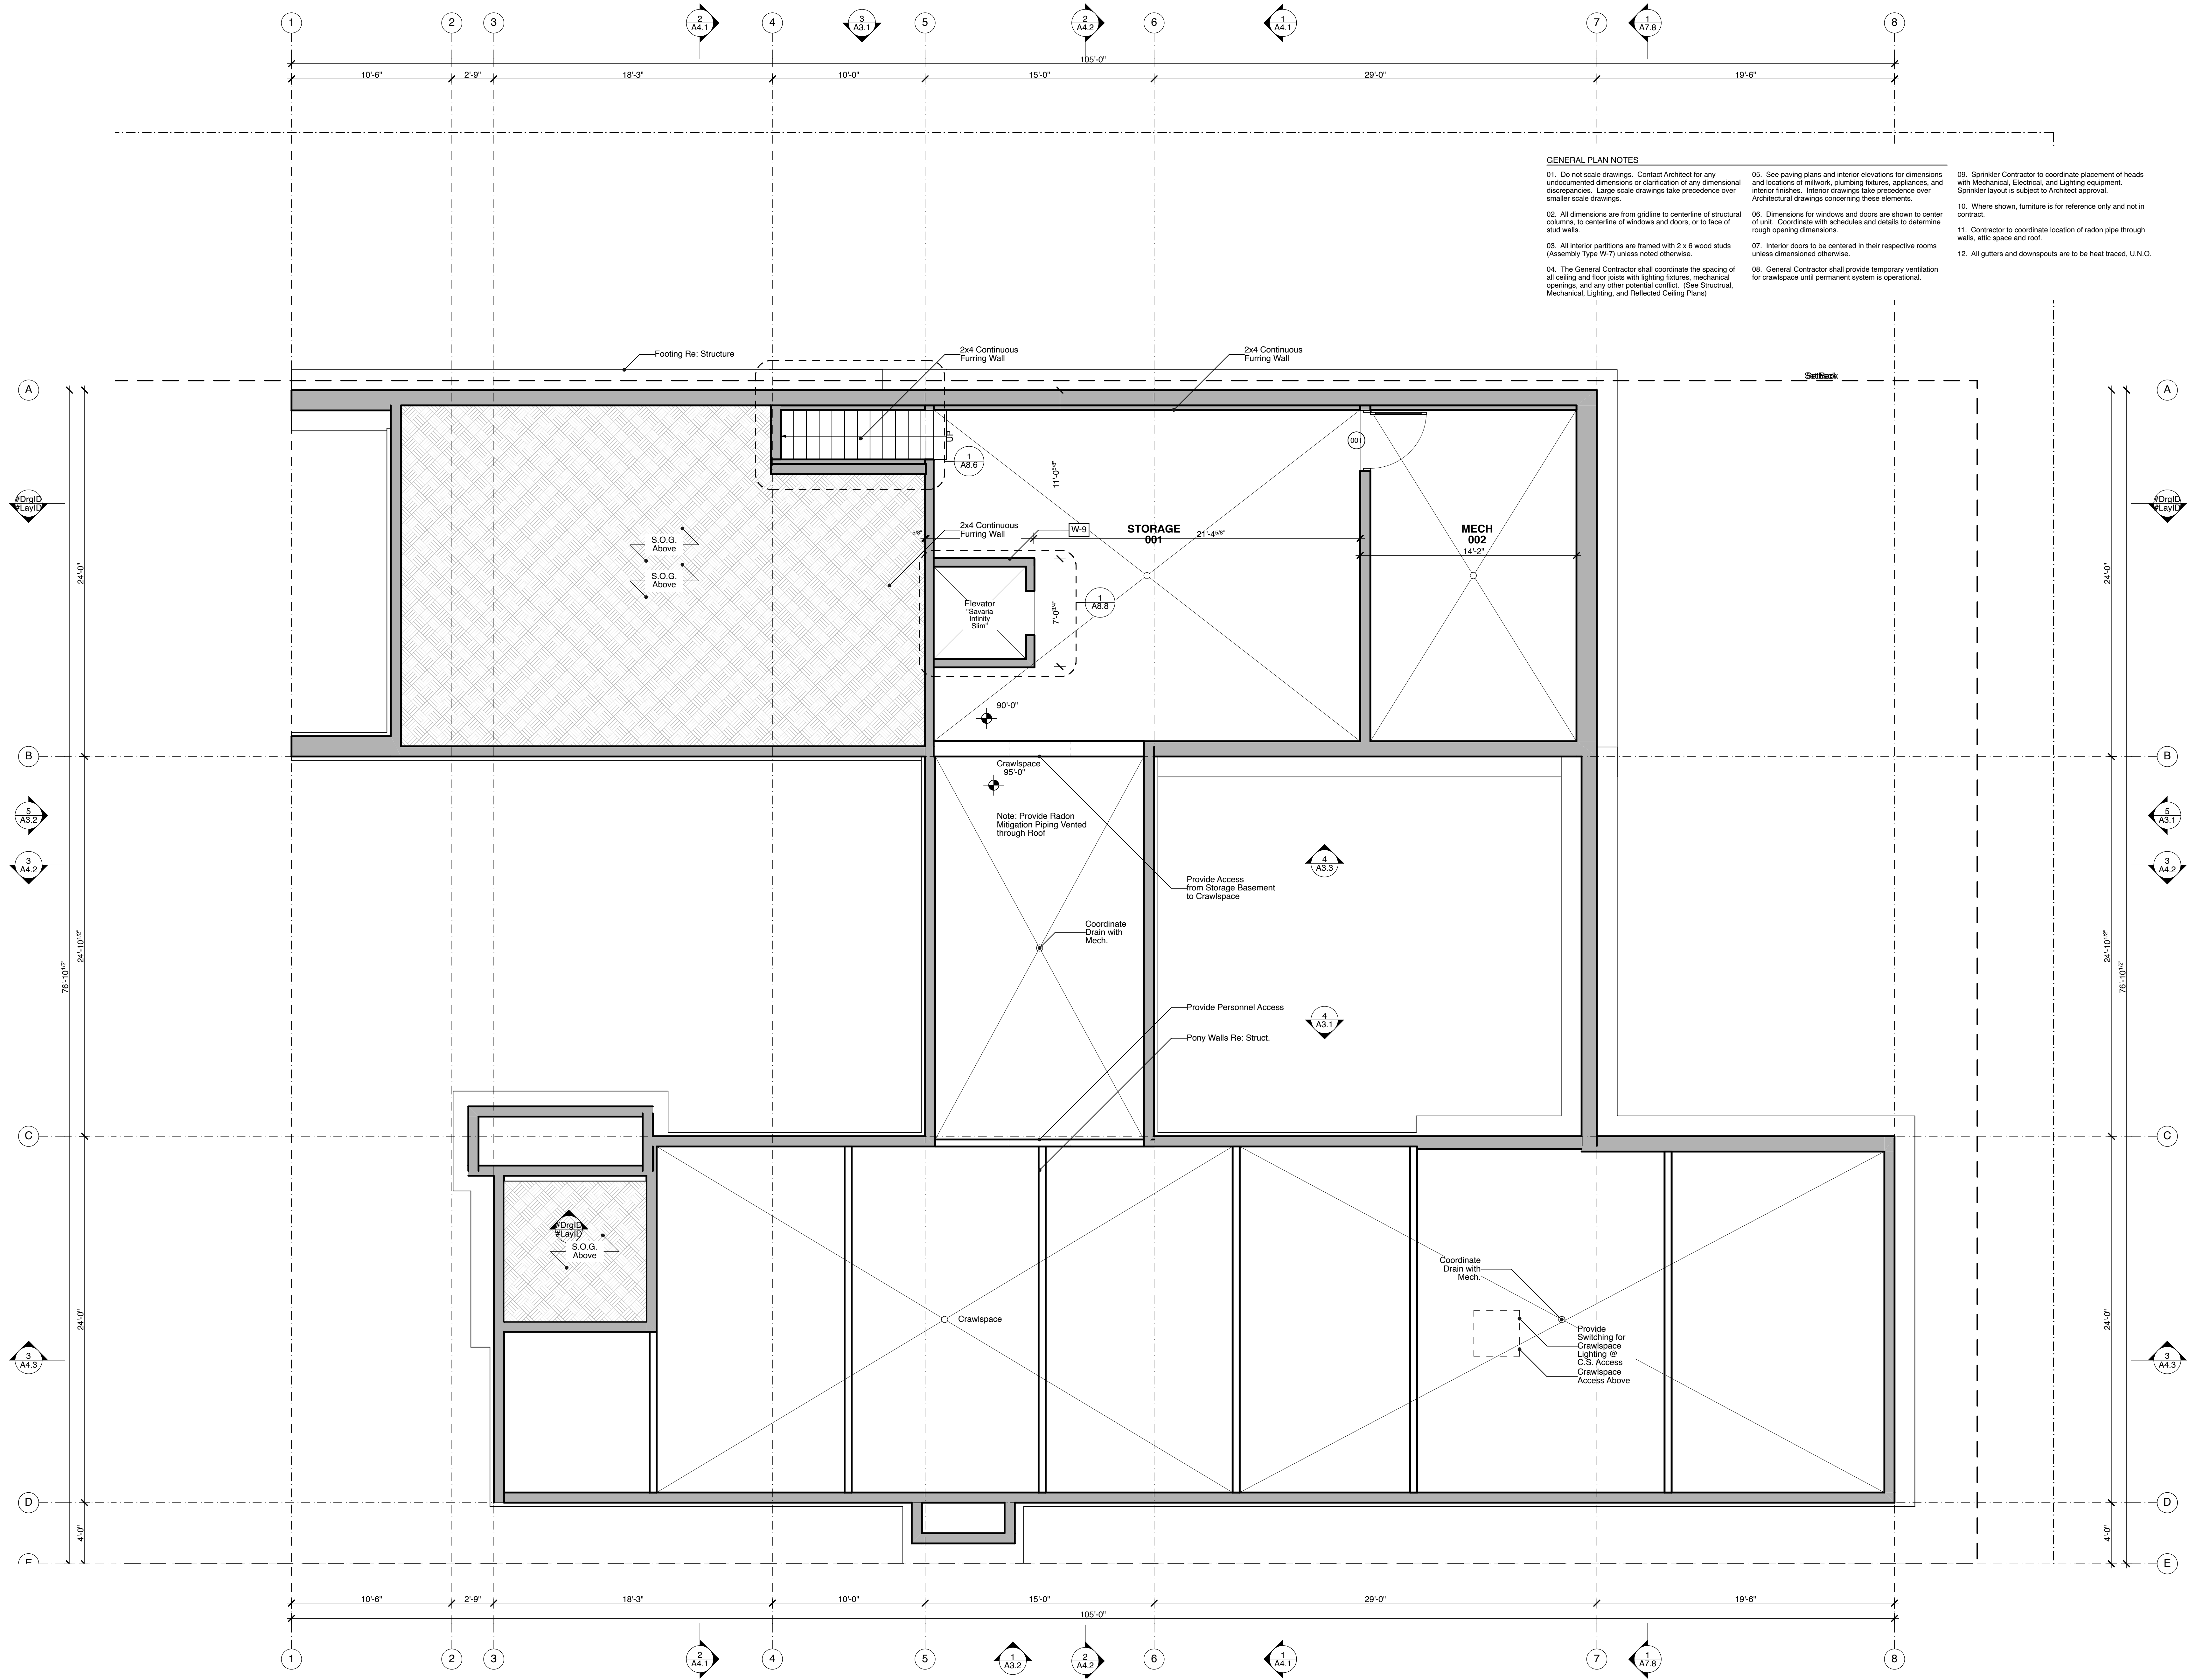 1
2
3
2
A4.1
4
3
A3.1
5
2
A4.2
6
1
A4.1
7
1
A7.8
8
105'-0"
10'-6"
2'-9"
18'-3"
10'-0"
15'-0"
29'-0"
19'-6"
GENERAL PLAN NOTES
01. Do not scale drawings. Contact Architect for any
undocumented dimensions or clarification of any dimensional
discrepancies. Large scale drawings take precedence over
smaller scale drawings.
02. All dimensions are from gridline to centerline of structural
columns, to centerline of windows and doors, or to face of
stud walls.
03. All interior partitions are framed with 2 x 6 wood studs
(Assembly Type W-7) unless noted otherwise.
04. The General Contractor shall coordinate the spacing of
all ceiling and floor joists with lighting fixtures, mechanical
openings, and any other potential conflict. (See Structrual,
Mechanical, Lighting, and Reflected Ceiling Plans)
05. See paving plans and interior elevations for dimensions
and locations of millwork, plumbing fixtures, appliances, and
interior finishes. Interior drawings take precedence over
Architectural drawings concerning these elements.
06. Dimensions for windows and doors are shown to center
of unit. Coordinate with schedules and details to determine
rough opening dimensions.
07. Interior doors to be centered in their respective rooms
unless dimensioned otherwise.
08. General Contractor shall provide temporary ventilation
for crawlspace until permanent system is operational.
09. Sprinkler Contractor to coordinate placement of heads
with Mechanical, Electrical, and Lighting equipment.
Sprinkler layout is subject to Architect approval.
10. Where shown, furniture is for reference only and not in
contract.
11. Contractor to coordinate location of radon pipe through
walls, attic space and roof.
12. All gutters and downspouts are to be heat traced, U.N.O.
Footing Re: Structure
2x4 Continuous
Furring Wall
2x4 Continuous
Furring Wall
A
A
UP
001
1
A8.6
11'-0 5/8"
#DrgID
#LayID
#DrgID
#LayID
2x4 Continuous
Furring Wall
W-9
5/8"
STORAGE
001
21'-4 5/8"
MECH
002
14'-2"
S.O.G.
Above
S.O.G.
Above
24'-0"
24'-0"
Elevator
"Savaria
Infinity
Slim"
7'-0 3/4"
1
A8.8
90'-0"
B
B
Crawlspace
95'-0"
5
A3.2
5
A3.1
Note: Provide Radon
Mitigation Piping Vented
through Roof
3
A4.2
4
A3.3
3
A4.2
Provide Access
from Storage Basement
to Crawlspace
Coordinate
Drain with
Mech.
24'-10 1/2"
24'-10 1/2"
76'-10 1/2"
76'-10 1/2"
Provide Personnel Access
4
A3.1
Pony Walls Re: Struct.
C
C
#DrgID
#LayID
S.O.G.
Above
Coordinate
Drain with
Mech.
Crawlspace
24'-0"
24'-0"
Provide
Switching for
Crawlspace
Lighting @
C.S. Access
Crawlspace
Access Above
3
A4.3
3
A4.3
D
D
4'-0"
4'-0"
E
10'-6"
2'-9"
18'-3"
10'-0"
15'-0"
29'-0"
19'-6"
105'-0"
1
2
3
2
A4.1
4
5
1
A3.2
2
A4.2
6
1
A4.1
7
1
A7.8
8